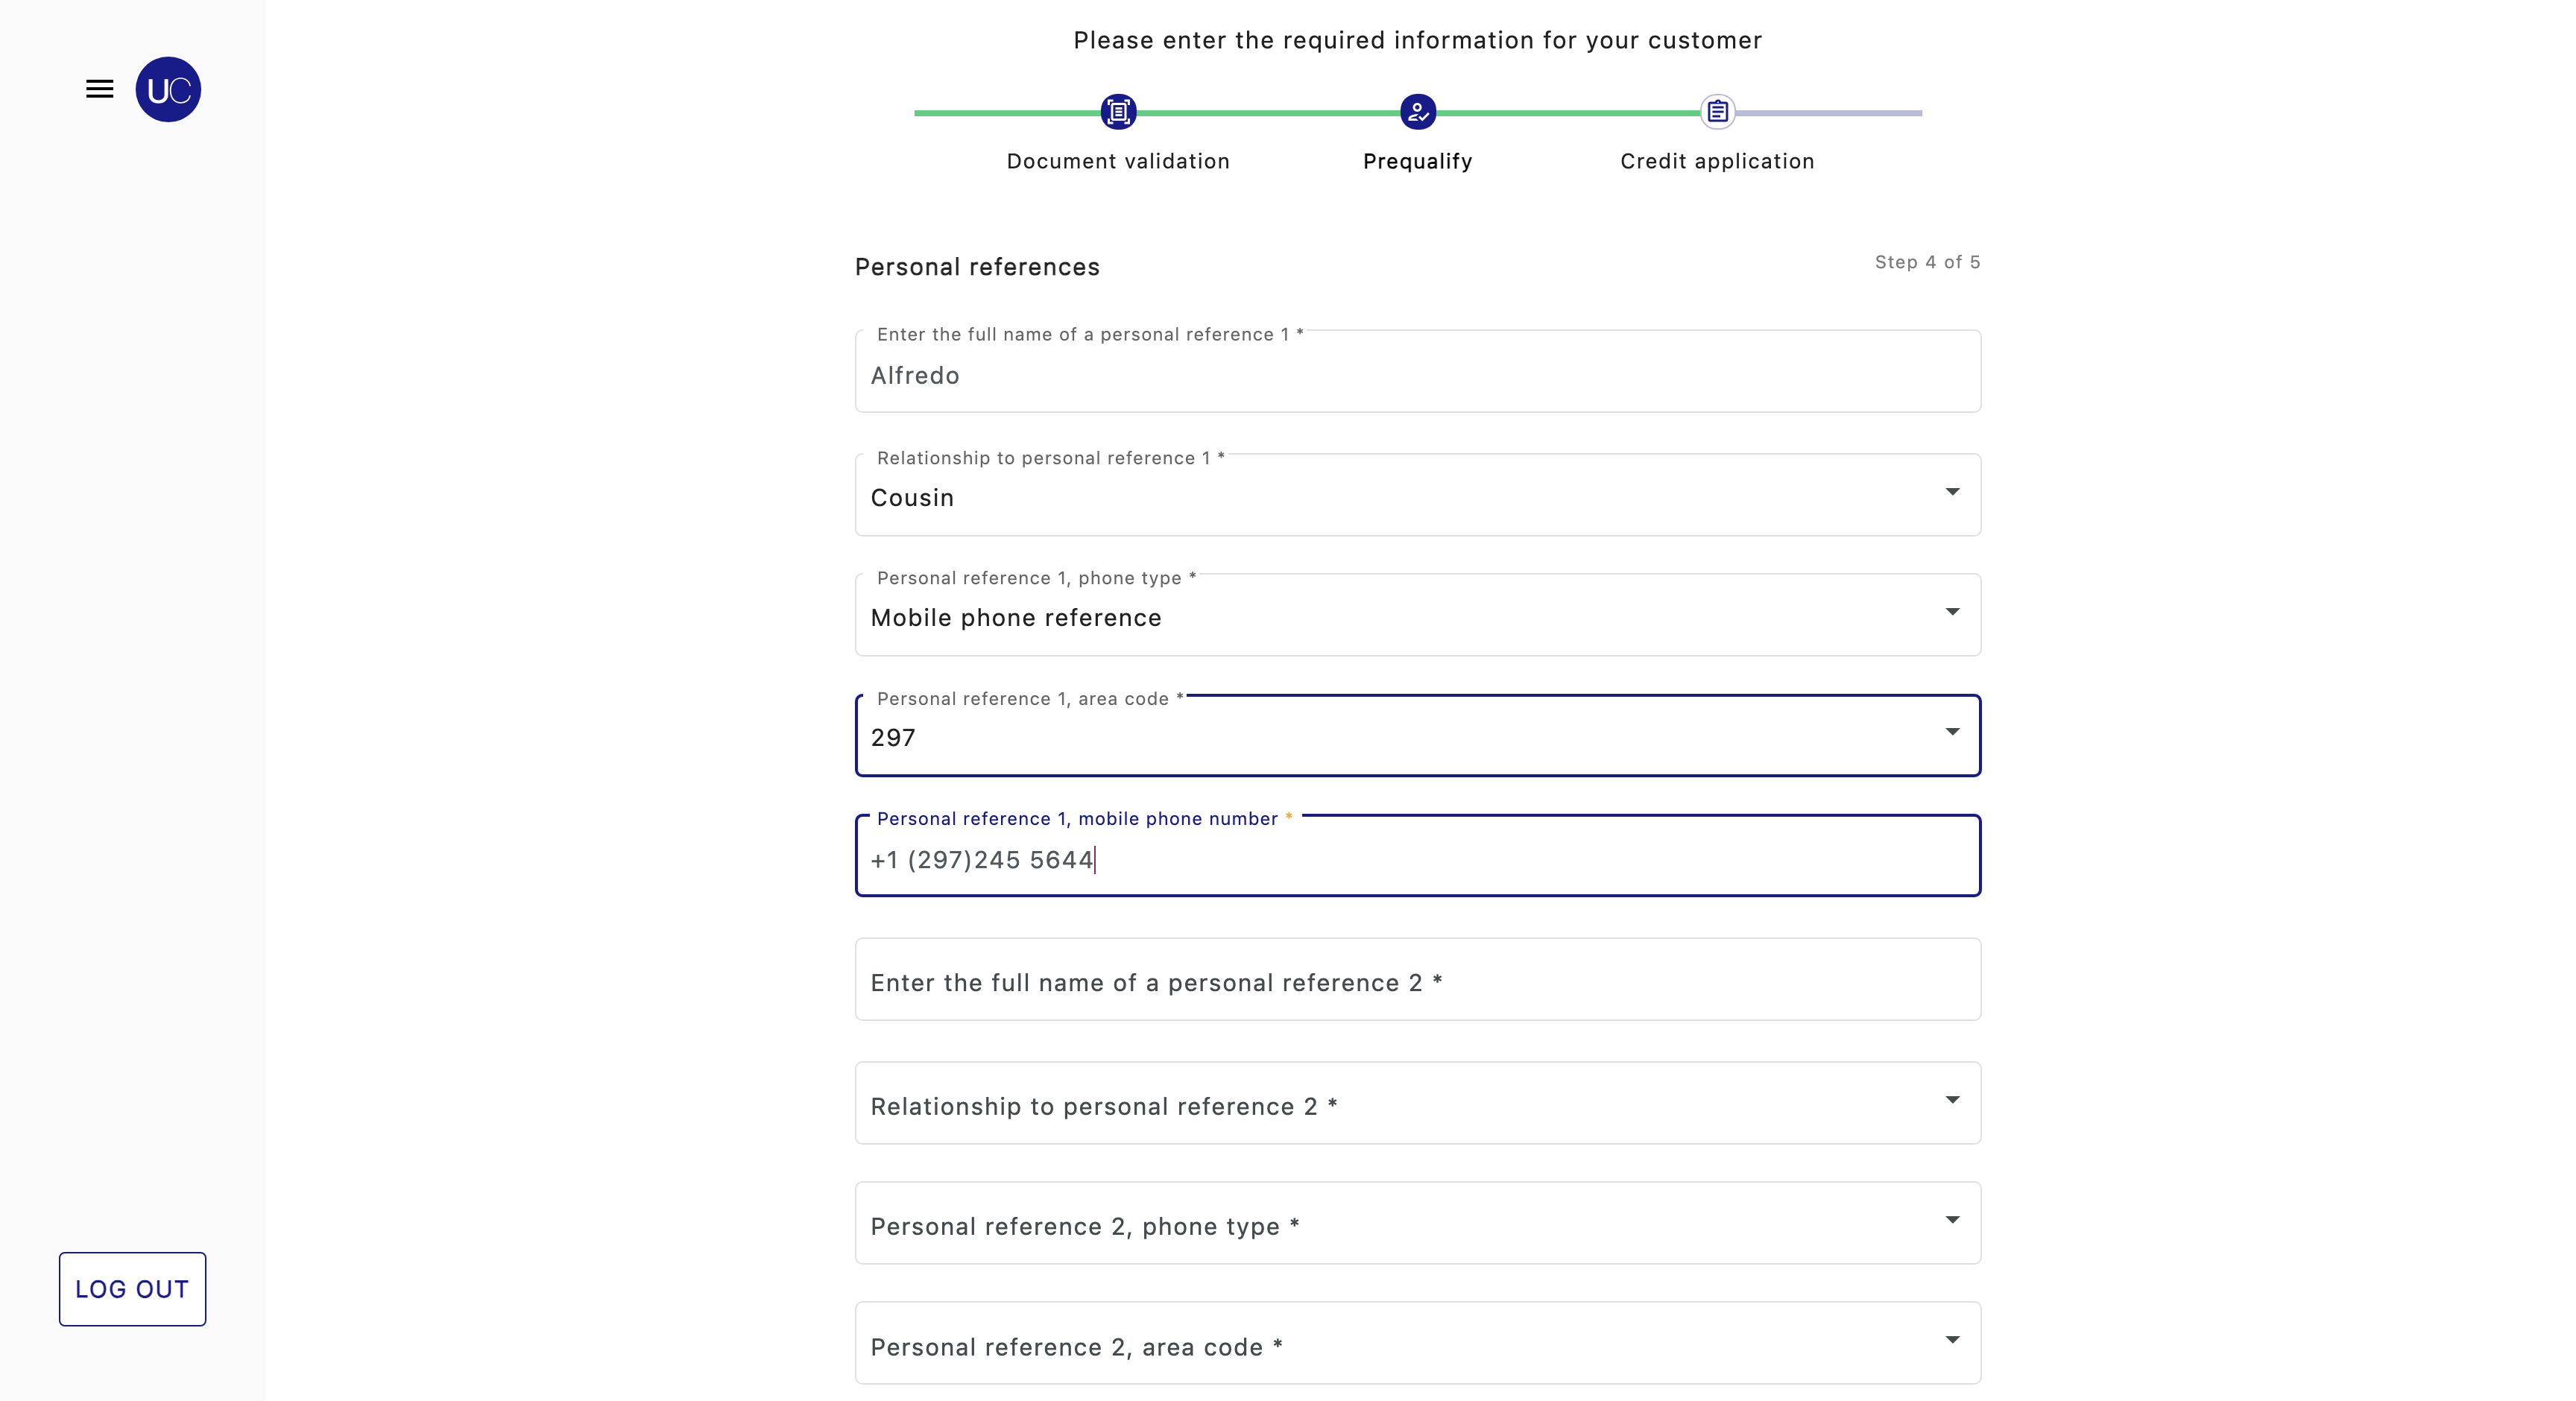 Please enter the required information for your customer
UC
Document validation
Prequalify
Credit application
Personal references
Step 4 of 5
Enter the full name of a personal reference 1 *
Alfredo
Relationship to personal reference 1 *
Cousin
Personal reference 1, phone type *
Mobile phone reference
Personal reference 1, area code *
297
Personal reference 1, mobile phone number *
+1 (297)245 5644
Enter the full name of a personal reference 2 *
Relationship to personal reference 2 *
Personal reference 2, phone type *
LOG OUT
Personal reference 2, area code *